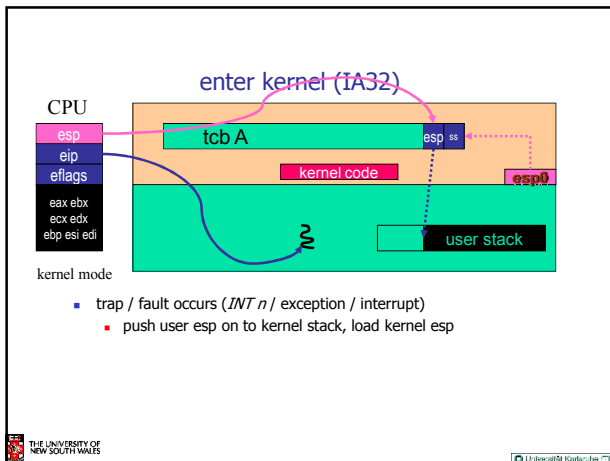 enter kernel (IA32)
CPU
esp
eip
eflags
eax ebx
ecx edx
ebp esi edi
kernel mode
tcb A
esp
ss
kernel code
esp0
user stack
trap / fault occurs (INT n / exception / interrupt)
push user esp on to kernel stack, load kernel esp
THE UNIVERSITY OF
NEW SOUTH WALES
Universität Karlsruhe